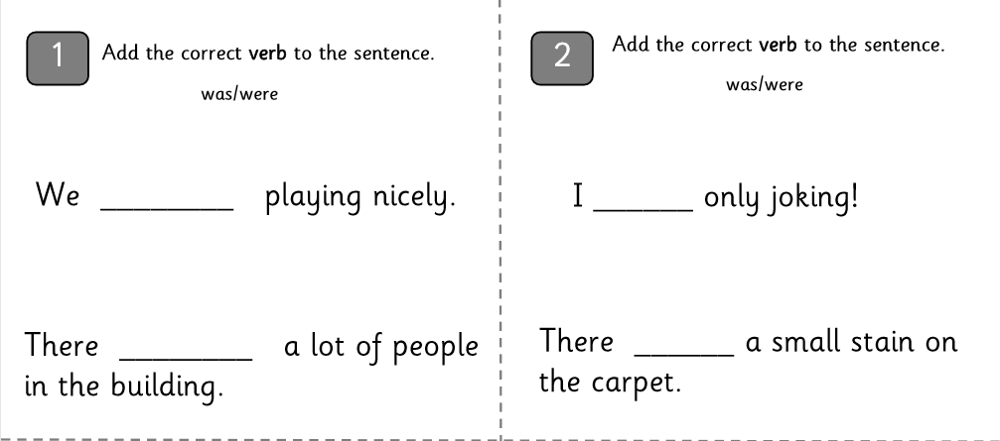 1 Add the correct verb to the sentence.
was/were
We ________ playing nicely.
There ________ a lot of people
in the building.
2 Add the correct verb to the sentence.
was/were
I ______ only joking!
There ______ a small stain on
the carpet.